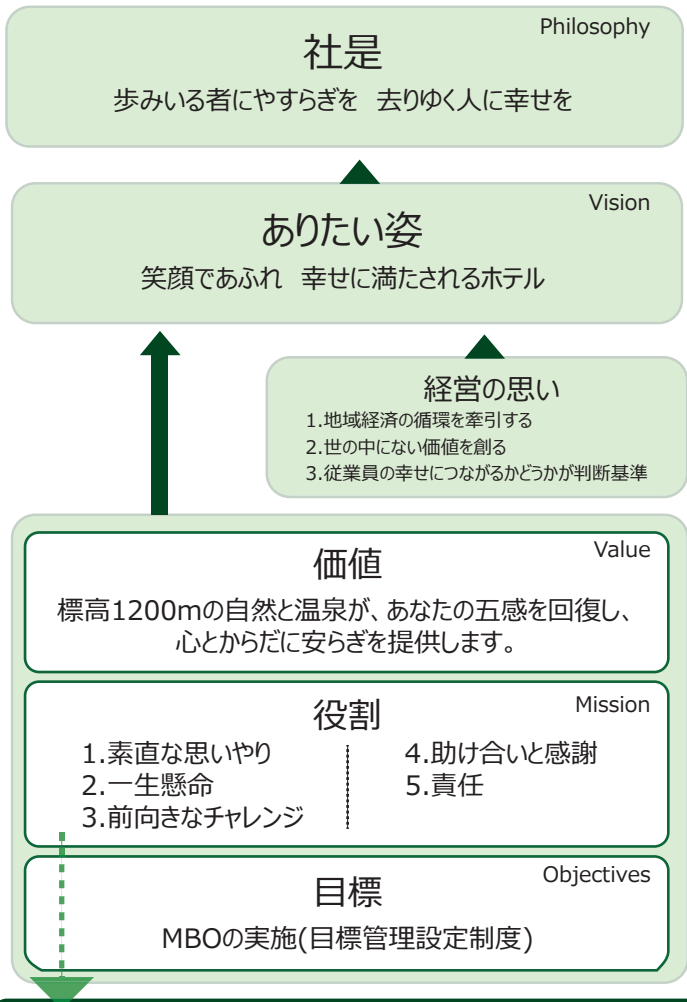 Philosophy
社是
歩みいる者にやすらぎを 去りゆく人に幸せを
Vision
ありたい姿
笑顔であふれ 幸せに満たされるホテル
経営の思い
1.地域経済の循環を牽引する
2.世の中にない価値を創る
3.従業員の幸せにつながるかどうかが判断基準
Value
価値
標高1200mの自然と温泉が、あなたの五感を回復し、
心とからだに安らぎを提供します。
Mission
役割
1.素直な思いやり
2.一生懸命
3.前向きなチャレンジ
4.助け合いと感謝
5.責任
Objectives
目標
MBOの実施(目標管理設定制度)